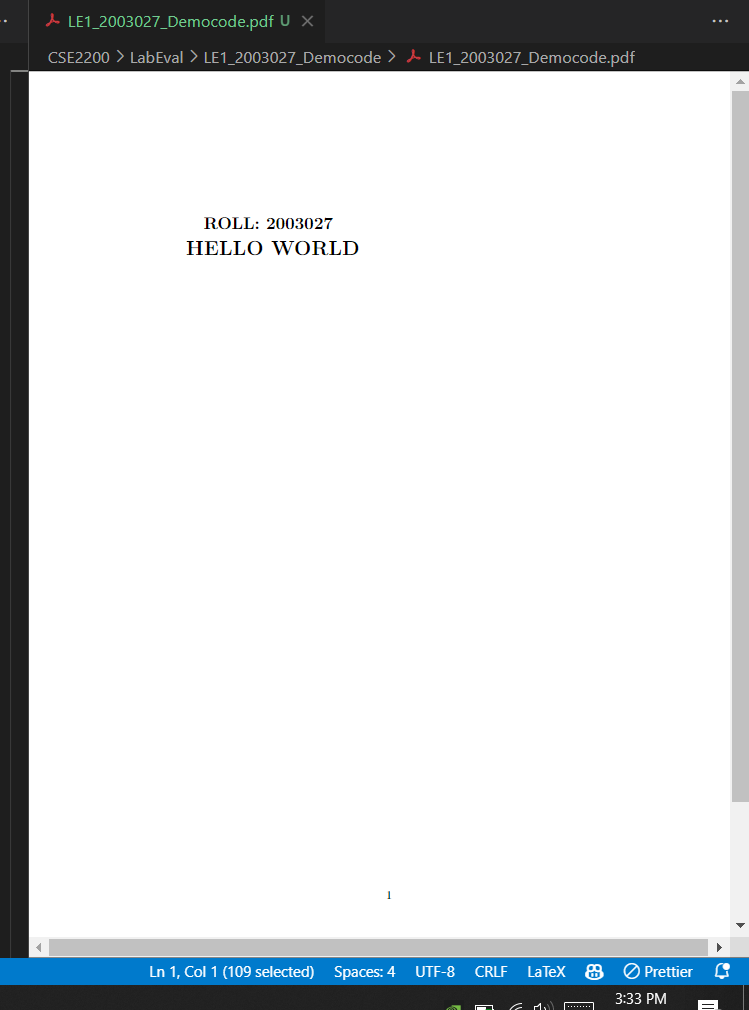 LE1_2003027_Democode.pdf U
CSE2200 > LabEval > LE1_2003027_Democode > LE1_2003027_Democode.pdf
ROLL: 2003027
HELLO WORLD
1
Ln 1, Col 1 (109 selected) Spaces: 4 UTF-8 CRLF LaTeX Prettier
3:33 PM